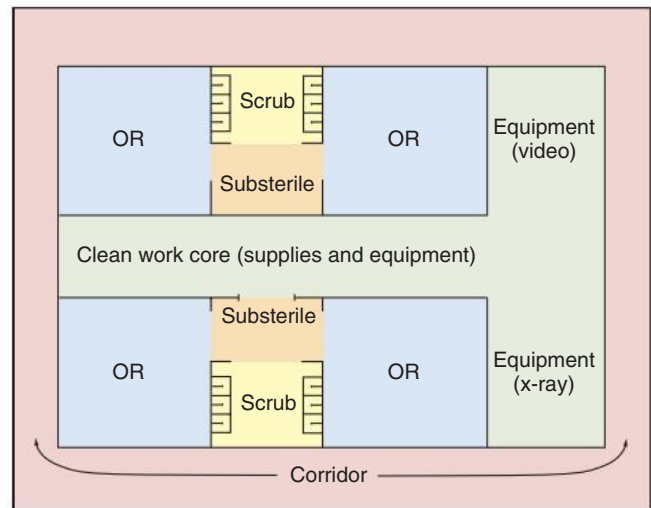 Scrub
OR
OR
Equipment
(video)
Substerile
Clean work core (supplies and equipment)
Substerile
OR
OR
Equipment
(x-ray)
Scrub
Corridor